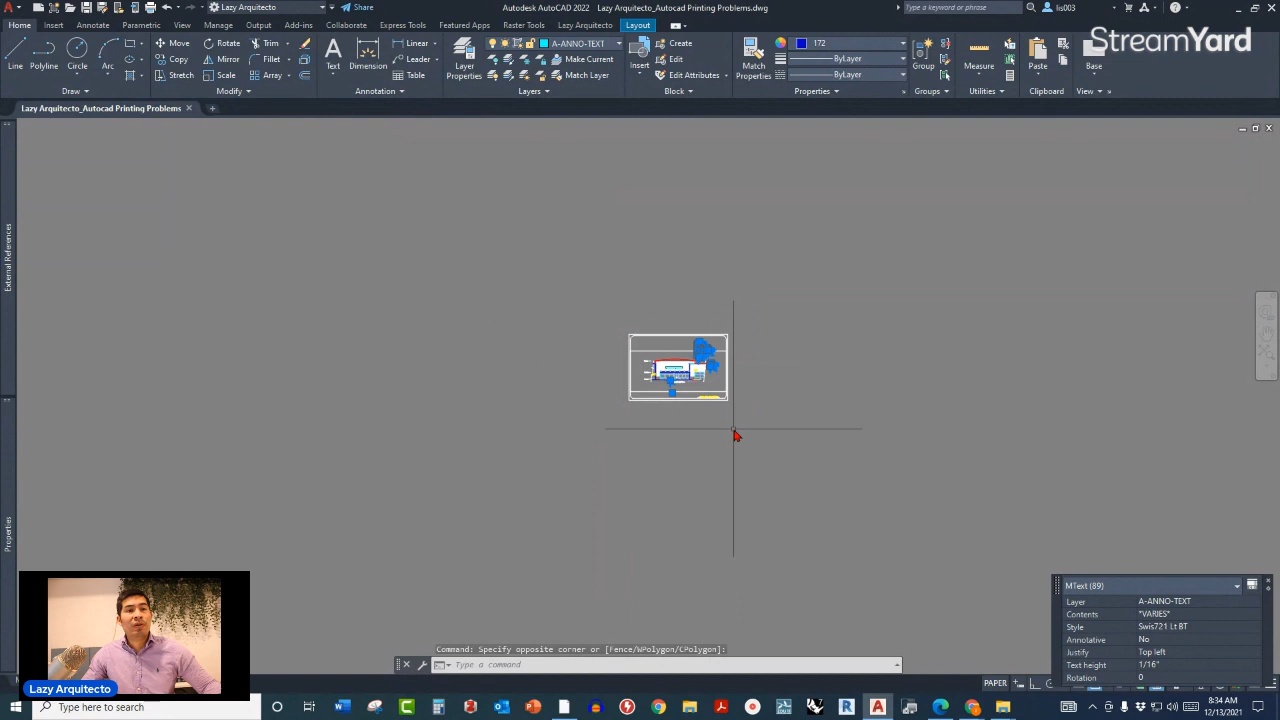 Lazy Arquitecto
Share
Autodesk AutoCAD 2022 Lazy Arquitecto_Autocad Printing Problems.dwg
Type a keyword or phrase
lis003
Home Insert Annotate Parametric View Manage Output Add-ins Collaborate Express Tools Featured Apps Raster Tools Lazy Arquitecto Layout
StreamYard
Line Polyline Circle Arc
Move Rotate Trim
Copy Mirror Fillet
Stretch Scale Array
Text Dimension
Linear
Leader
Table
Layer Properties
A-ANNO-TEXT
Make Current
Match Layer
Insert
Create
Edit
Edit Attributes
Match Properties
172
ByLayer
ByLayer
Group
Measure
Paste
Base
Draw Modify Annotation Layers Block Properties Groups Utilities Clipboard View
Lazy Arquitecto_Autocad Printing Problems
External References
Properties
MText (89)
Layer A-ANNO-TEXT
Contents *VARIES*
Style Swis721 Lt BT
Annotative No
Justify Top left
Text height 1/16"
Rotation 0
Command: Specify opposite corner or [Fence/WPolygon/CPolygon]:
Type a command
PAPER
Lazy Arquitecto
Type here to search
8:34 AM
12/13/2021